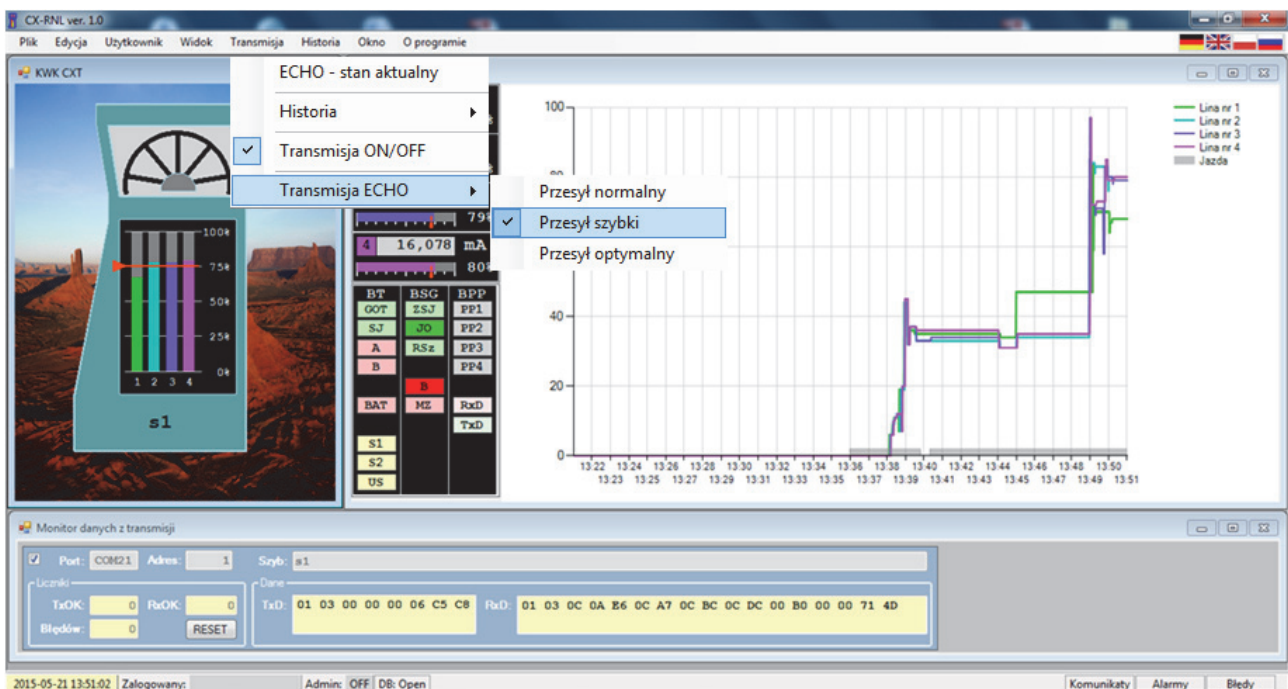 CX-RNL ver. 1.0
Plik Edycja Użytkownik Widok Transmisja Historia Okno O programie
KWK CXT
ECHO - stan aktualny
Historia
Transmisja ON/OFF
Transmisja ECHO
Przesył normalny
Przesył szybki
Przesył optymalny
100%
75%
50%
25%
0%
1 2 3 4
s1
79%
4 16,078 mA
80%
BT BSG BPP
GOT ZSJ PP1
SJ JO PP2
A RSz PP3
B PP4
B
BAT MZ RxD
TxD
S1
S2
US
100
40
20
0
13:22 13:24 13:26 13:28 13:30 13:32 13:34 13:36 13:38 13:40 13:42 13:44 13:46 13:48 13:50
13:23 13:25 13:27 13:29 13:31 13:33 13:35 13:37 13:39 13:41 13:43 13:45 13:47 13:49 13:51
Lina nr 1
Lina nr 2
Lina nr 3
Lina nr 4
Jazda
Monitor danych z transmisji
Port: COM21 Adres: 1 Szyb: s1
Liczniki
TxOK: 0 RxOK: 0
Błędów: 0 RESET
Dane
TxD: 01 03 00 00 00 06 C5 C8 RxD: 01 03 0C 0A E6 0C A7 0C BC 0C DC 00 B0 00 00 71 4D
2015-05-21 13:51:02 Zalogowany: Admin: OFF DB: Open Komunikaty Alarmy Błedy